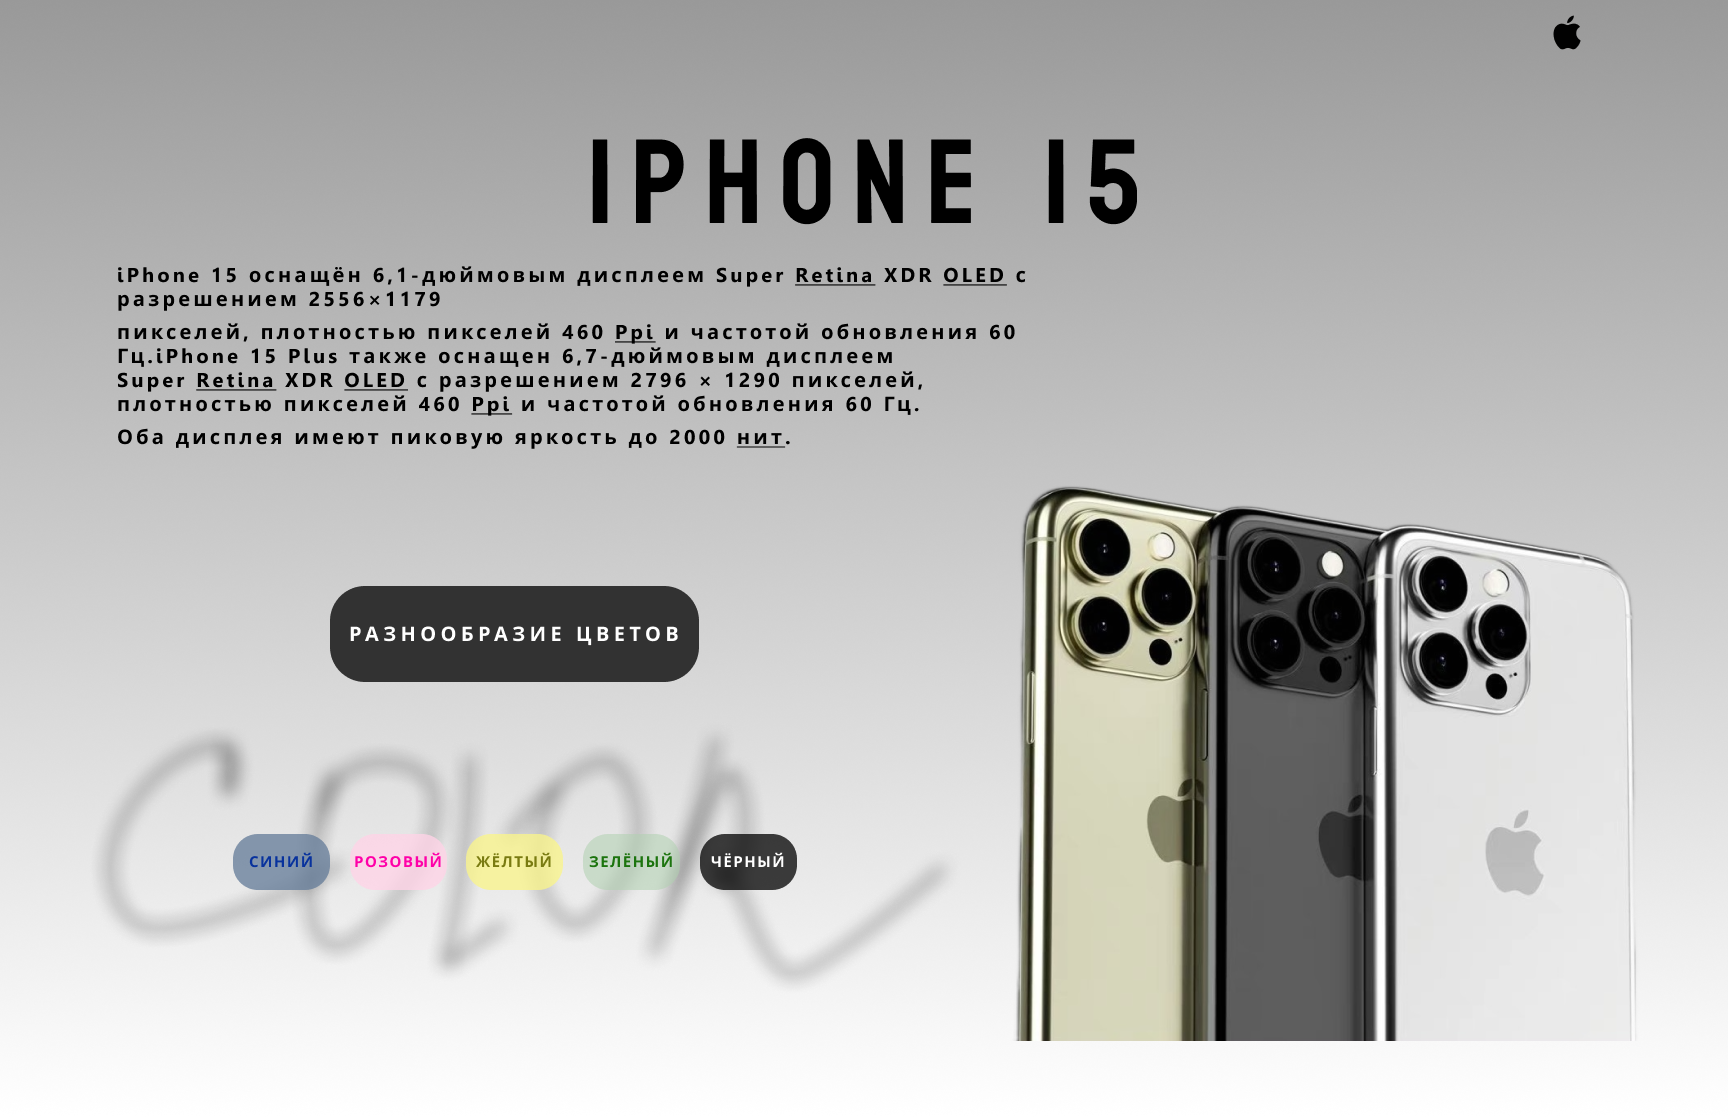 IPHONE 15
iPhone 15 оснащён 6,1-дюймовым дисплеем Super Retina XDR OLED с
разрешением 2556×1179
пикселей, плотностью пикселей 460 Ppi и частотой обновления 60
Гц.iPhone 15 Plus также оснащен 6,7-дюймовым дисплеем
Super Retina XDR OLED с разрешением 2796 × 1290 пикселей,
плотностью пикселей 460 Ppi и частотой обновления 60 Гц.
Оба дисплея имеют пиковую яркость до 2000 нит.
РАЗНООБРАЗИЕ ЦВЕТОВ
COLOR
СИНИЙ РОЗОВЫЙ ЖЁЛТЫЙ ЗЕЛЁНЫЙ ЧЁРНЫЙ